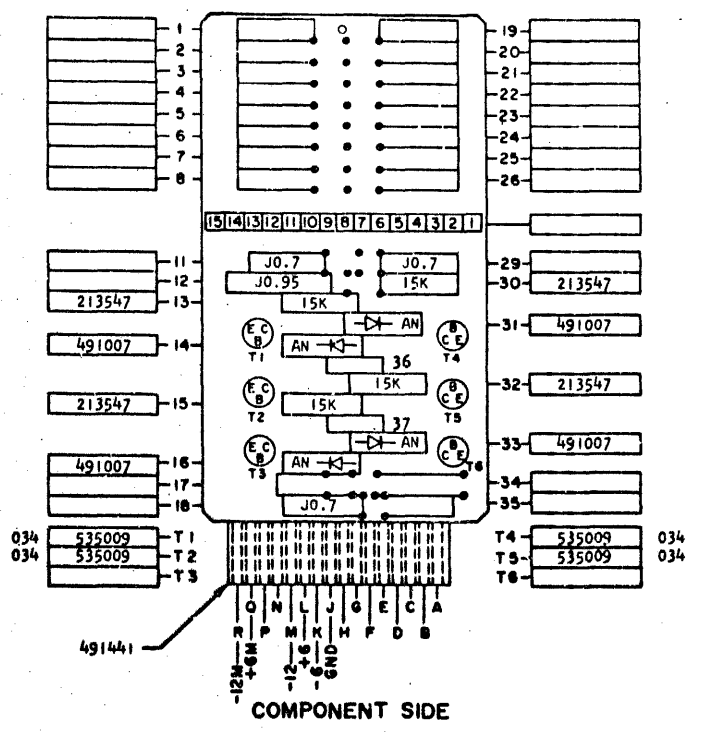 1 19
2 20
3 21
4 22
5 23
6 24
7 25
8 26
15 14 13 12 11 10 9 8 7 6 5 4 3 2 1
11 J0.7 J0.7 29
12 J0.95 15K 30 213547
213547 13 15K
AN 31 491007
491007 14 E C B T1 AN B C E T4
36
15K 32 213547
213547 15 E C B T2 15K B C E T5
37
AN 33 491007
491007 16 E C B T3 AN B C E T6
17 34
18 J0.7 35
034 535009 T1 T4 535009 034
034 535009 T2 T5 535009 034
T3 T6
Q N L J G E C A
R P M K H F D B
-12M +6M -12 +6 -6 GND
491441
COMPONENT SIDE